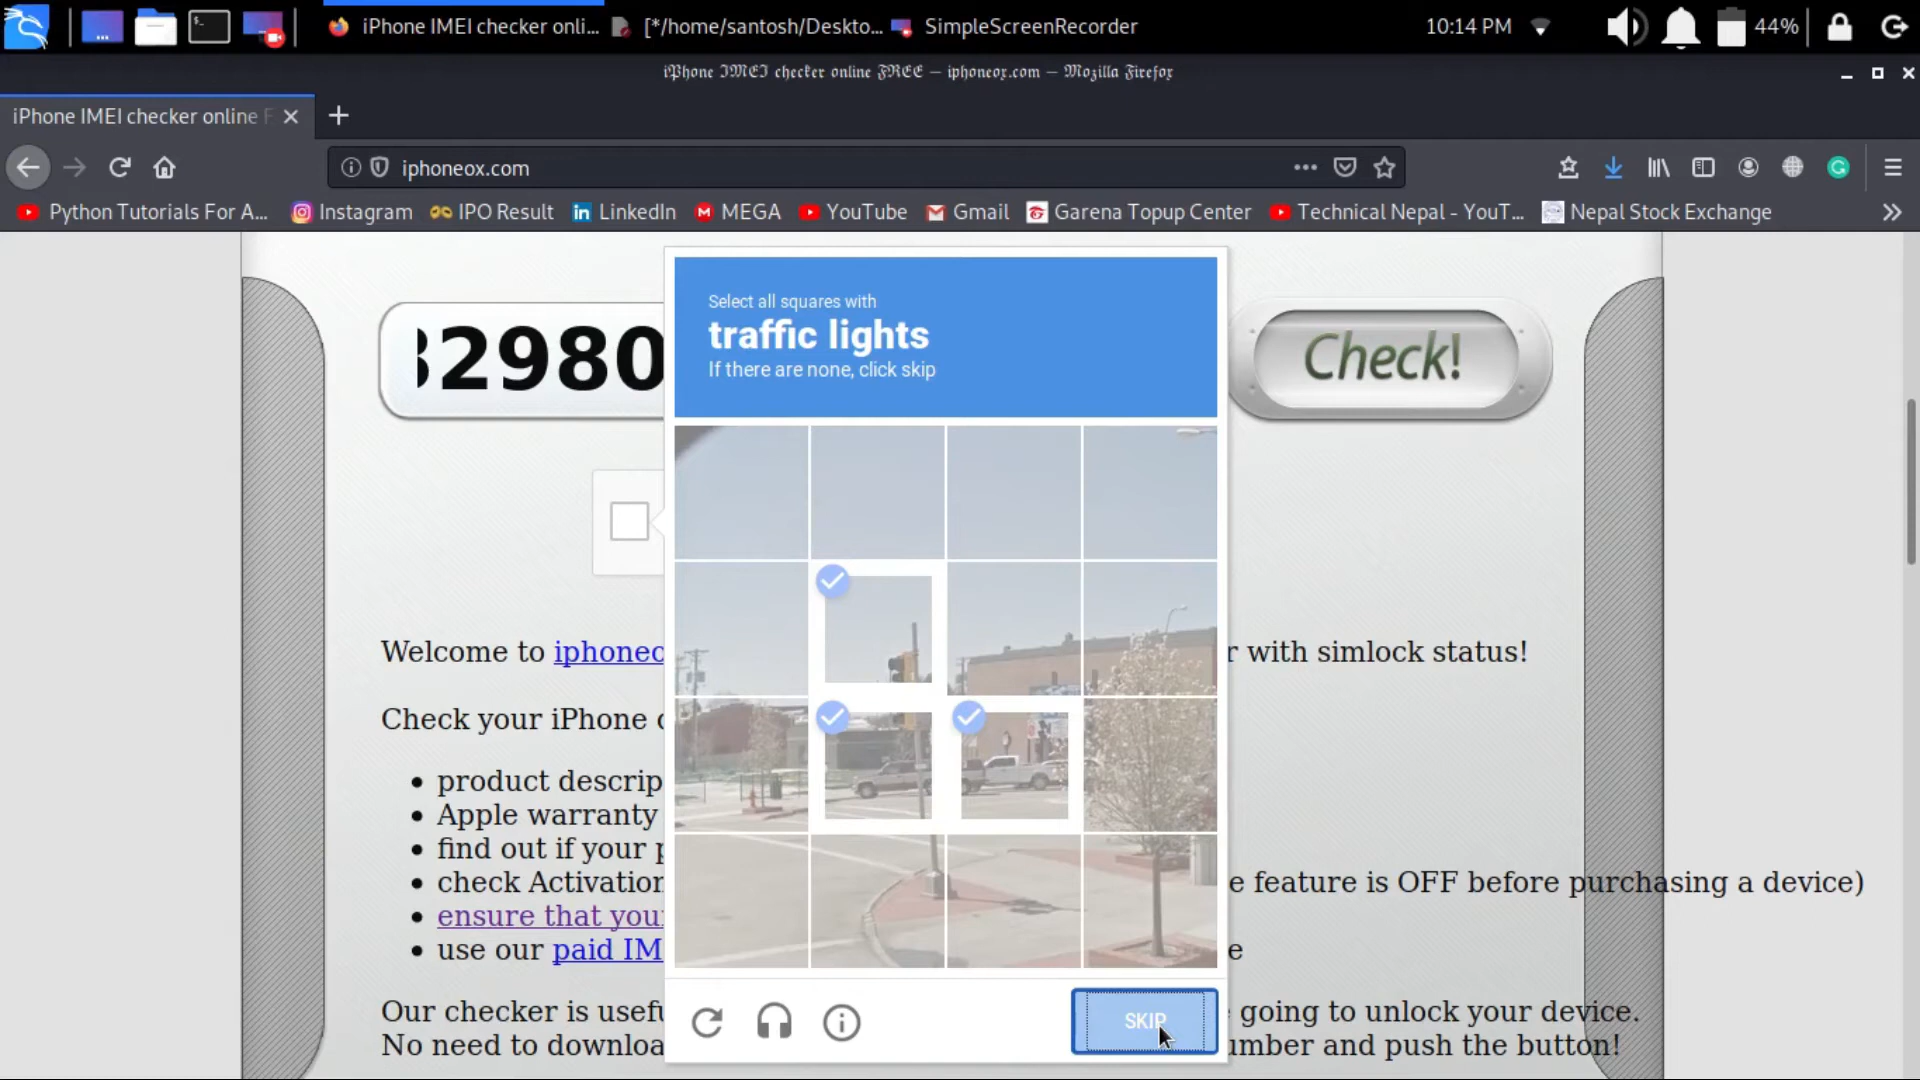 iPhone IMEI checker onli...
[*/home/santosh/Deskto...
SimpleScreenRecorder
10:14 PM
44%
iPhone IMEI checker online FREE — iphoneox.com — Mozilla Firefox
iPhone IMEI checker online F
iphoneox.com
Python Tutorials For A...
Instagram
IPO Result
LinkedIn
MEGA
YouTube
Gmail
Garena Topup Center
Technical Nepal - YouT...
Nepal Stock Exchange
Select all squares with
traffic lights
If there are none, click skip
32980
Check!
Welcome to iphoneo
r with simlock status!
Check your iPhone
product descrip
Apple warranty
find out if your p
check Activation
e feature is OFF before purchasing a device)
ensure that your
use our paid IM
e
Our checker is usefu
going to unlock your device.
No need to downloa
umber and push the button!
SKIP